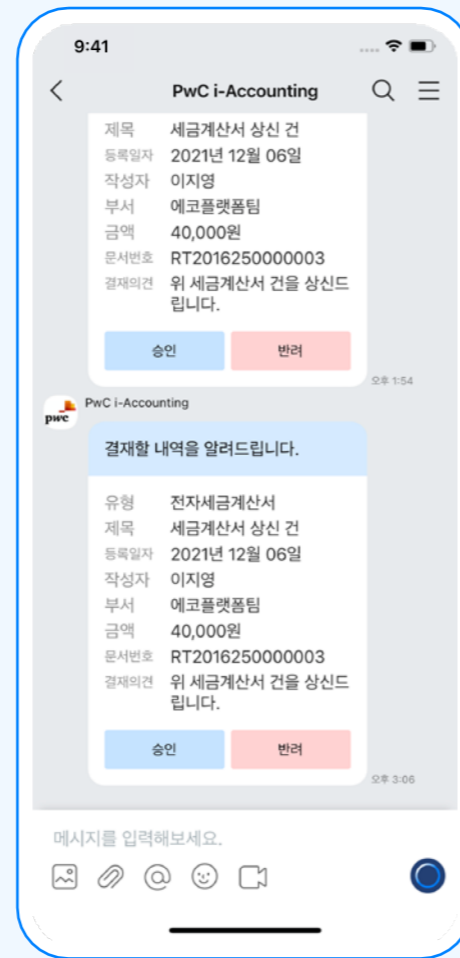 9:41
PwC i-Accounting
제목 세금계산서 상신 건
등록일자 2021년 12월 06일
작성자 이지영
부서 에코플랫폼팀
금액 40,000원
문서번호 RT2016250000003
결재의견 위 세금계산서 건을 상신드
립니다.
승인 반려
오후 1:54
pwc
PwC i-Accounting
결재할 내역을 알려드립니다.
유형 전자세금계산서
제목 세금계산서 상신 건
등록일자 2021년 12월 06일
작성자 이지영
부서 에코플랫폼팀
금액 40,000원
문서번호 RT2016250000003
결재의견 위 세금계산서 건을 상신드
립니다.
승인 반려
오후 3:06
메시지를 입력해보세요.